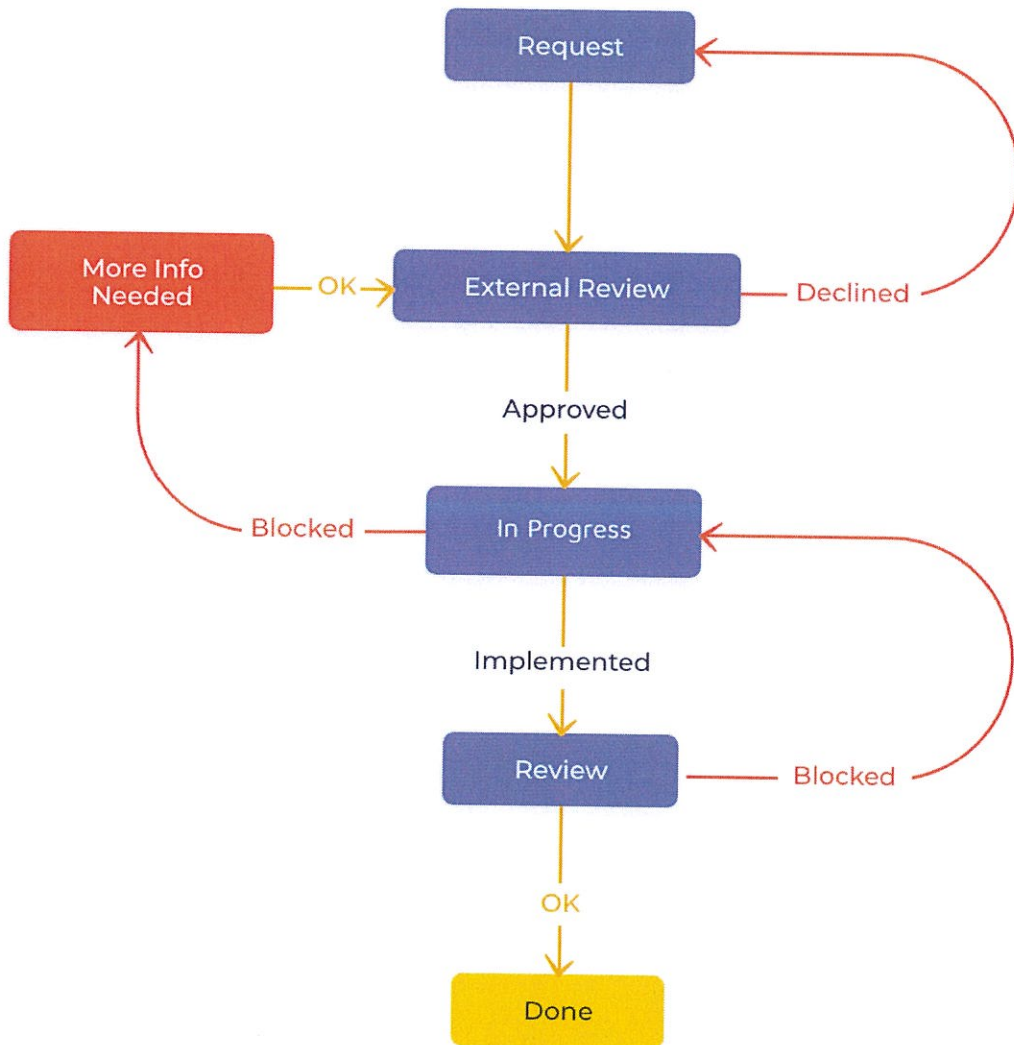 Request
More Info
Needed
OK
External Review
Declined
Approved
Blocked
In Progress
Implemented
Review
Blocked
OK
Done